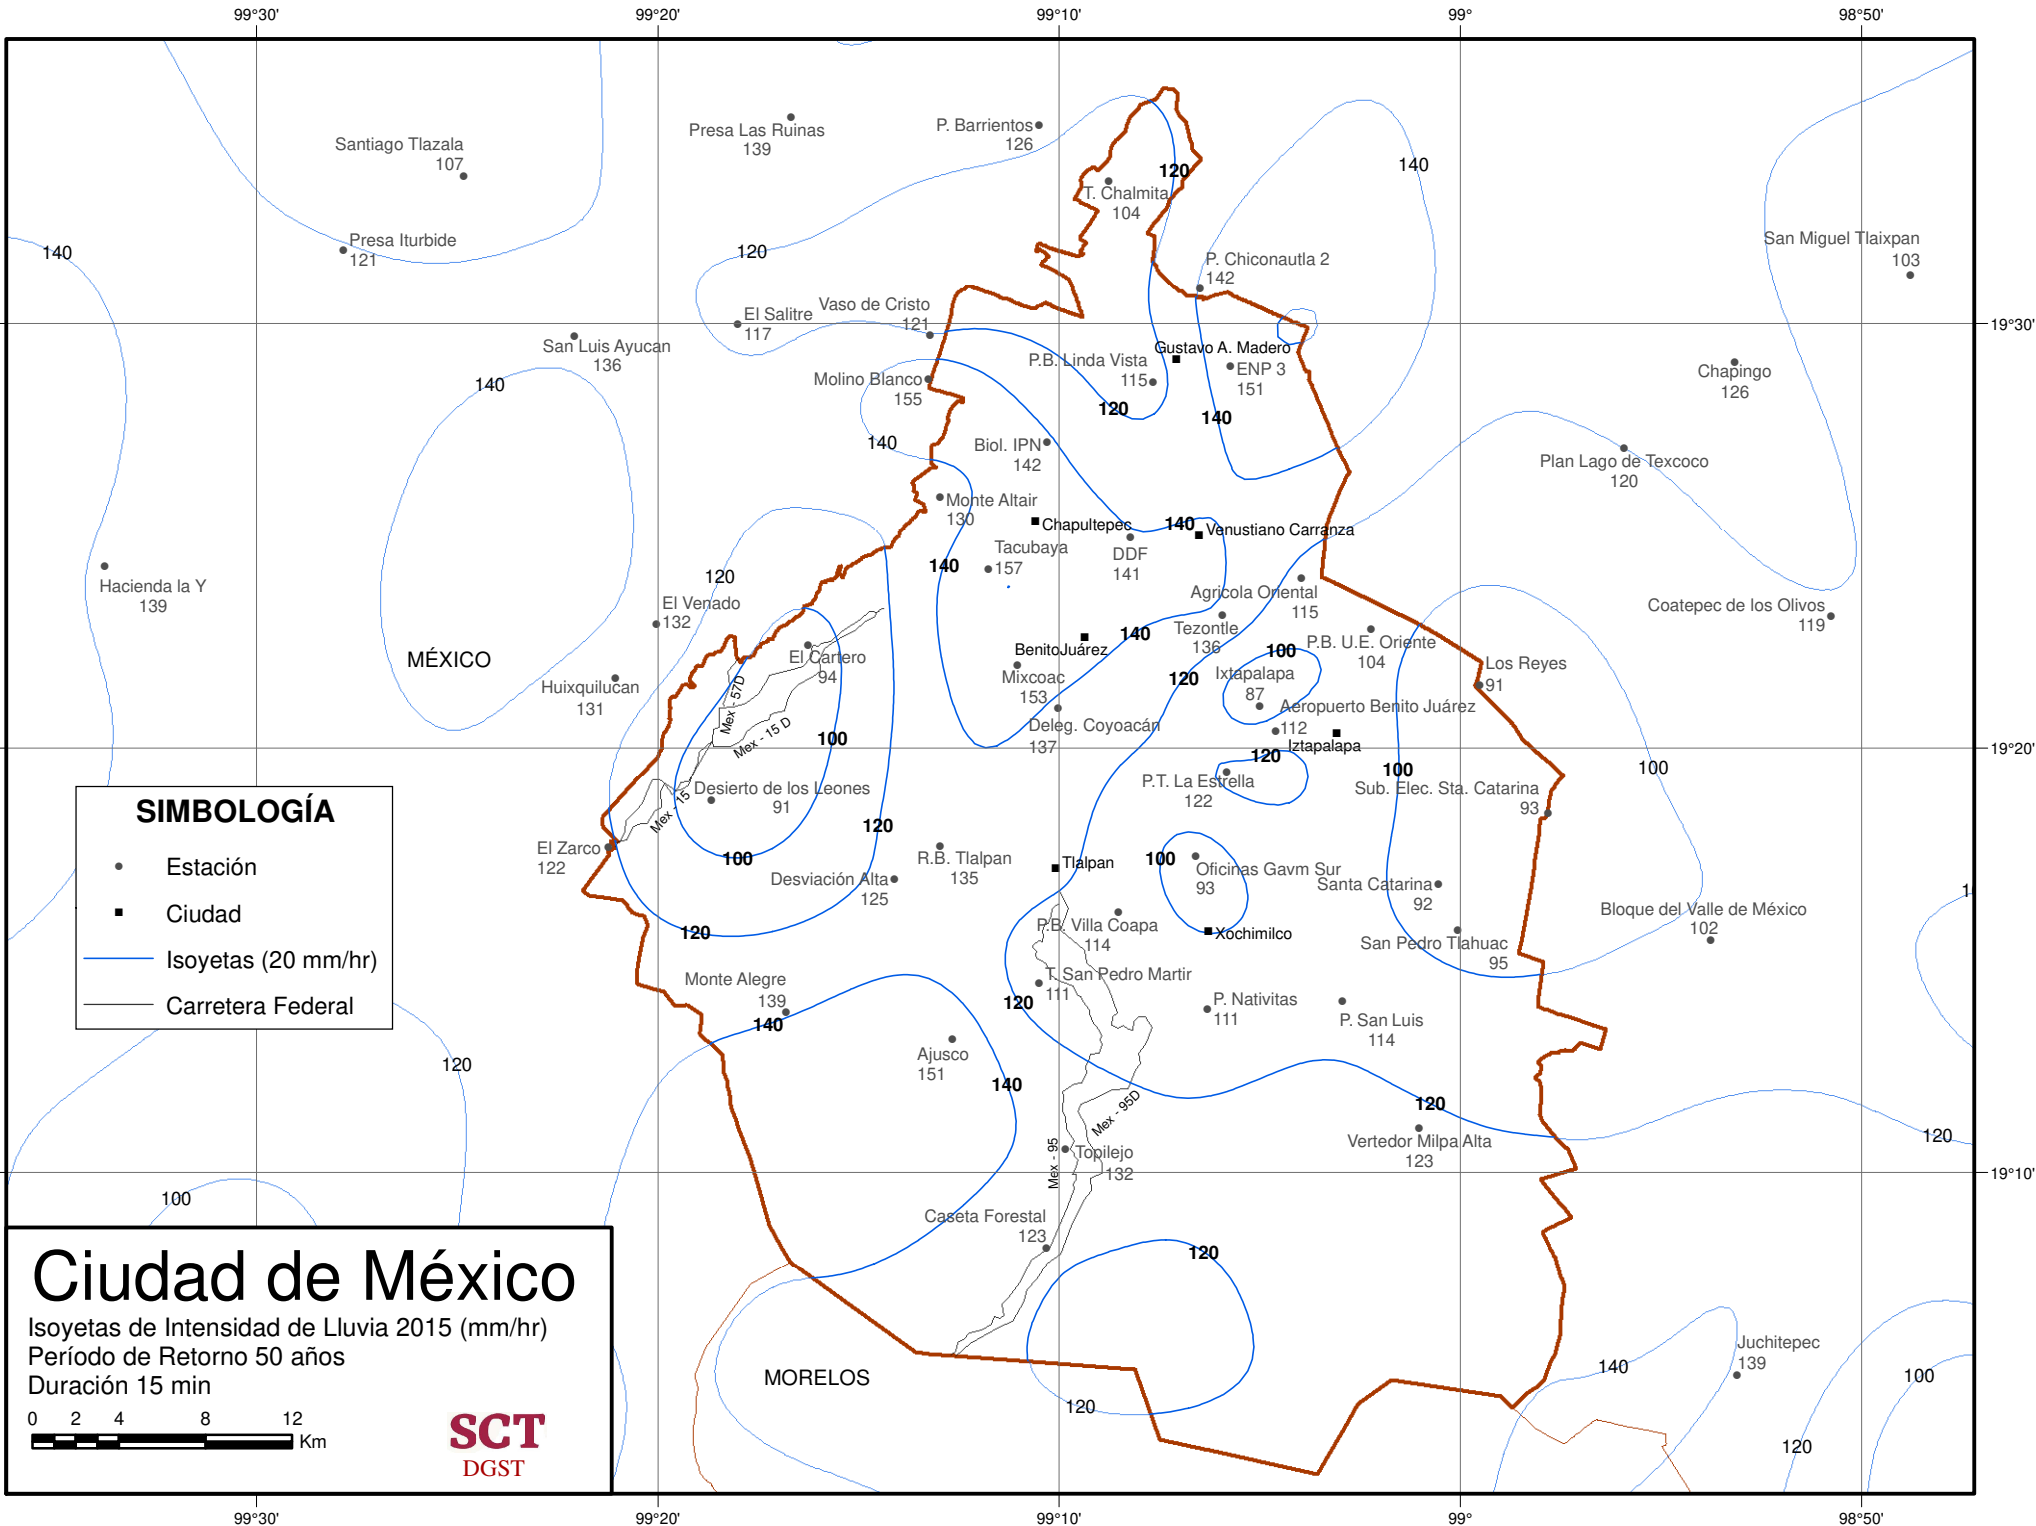 99°30'
99°20'
99°10'
99°
98°50'
Presa Las Ruinas
139
P. Barrientos
126
Santiago Tlazala
107
140
120
T. Chalmita
104
San Miguel Tlaixpan
103
Presa Iturbide
121
140
120
P. Chiconautla 2
142
El Salitre
117
Vaso de Cristo
121
19°30'
San Luis Ayucan
136
Gustavo A. Madero
P.B. Linda Vista
115
ENP 3
151
Chapingo
126
140
Molino Blanco
155
120
140
140
Biol. IPN
142
Plan Lago de Texcoco
120
Monte Altair
130
Chapultepec
140
Venustiano Carranza
DDF
141
Tacubaya
157
140
120
Hacienda la Y
139
Agricola Oriental
115
Coatepec de los Olivos
119
El Venado
132
Tezontle
136
140
P.B. U.E. Oriente
104
100
BenitoJuárez
MÉXICO
El Cartero
94
Los Reyes
91
Mixcoac
153
120
Ixtapalapa
87
Huixquilucan
131
Mex - 57D
Mex - 15 D
Aeropuerto Benito Juárez
112
Deleg. Coyoacán
137
100
Iztapalapa
19°20'
120
100
100
P.T. La Estrella
122
Desierto de los Leones
91
Sub. Elec. Sta. Catarina
93
Mex - 15
120
El Zarco
122
100
R.B. Tlalpan
135
Tlalpan
100
Oficinas Gavm Sur
93
Desviación Alta
125
Santa Catarina
92
1
Bloque del Valle de México
102
P.B. Villa Coapa
114
120
Xochimilco
San Pedro Tlahuac
95
Monte Alegre
139
T. San Pedro Martir
111
120
P. Nativitas
111
P. San Luis
114
140
Ajusco
151
120
140
120
Mex - 95D
Vertedor Milpa Alta
123
120
Mex - 95
Topilejo
132
19°10'
100
Caseta Forestal
123
120
140
Juchitepec
139
100
MORELOS
120
120
SIMBOLOGÍA
Estación
Ciudad
Isoyetas (20 mm/hr)
Carretera Federal
Ciudad de México
Isoyetas de Intensidad de Lluvia 2015 (mm/hr)
Período de Retorno 50 años
Duración 15 min
0 2 4 8 12
Km
SCT
DGST
99°30'
99°20'
99°10'
99°
98°50'